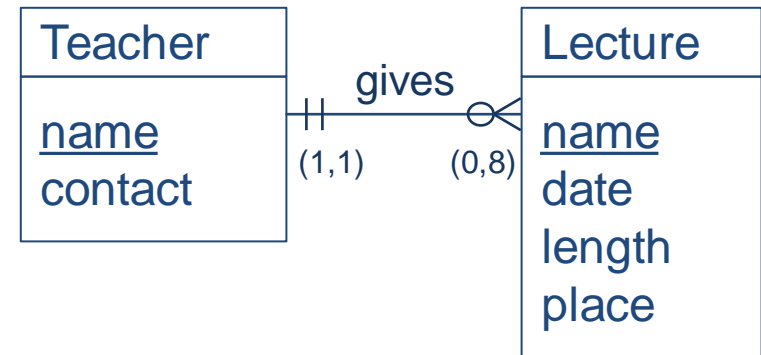 Teacher
name
contact
gives
(1,1)
(0,8)
Lecture
name
date
length
place